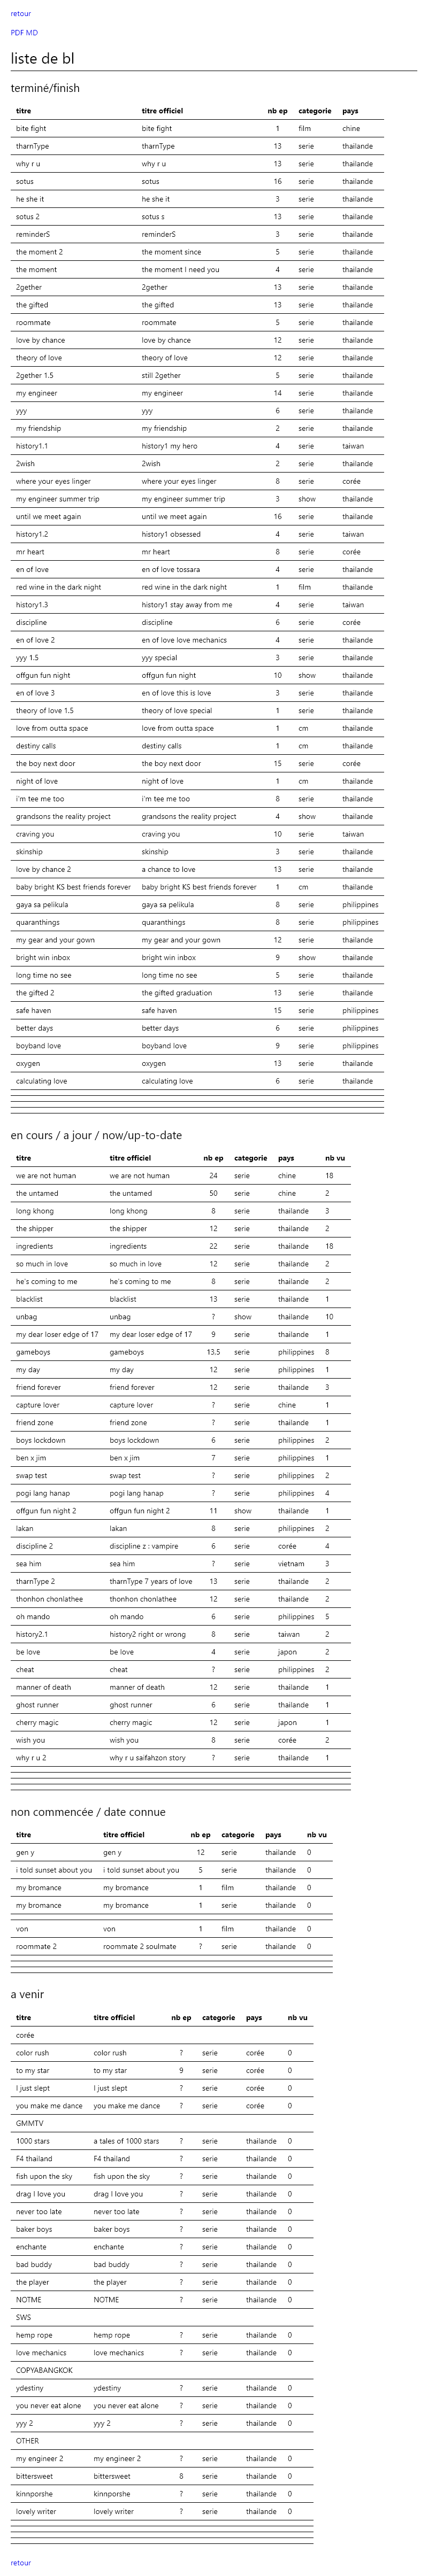 retour
PDF MD
liste de bl
terminé/finish
titre titre officiel nb ep categorie pays
bite fight bite fight 1 film chine
tharnType tharnType 13 serie thailande
why r u why r u 13 serie thailande
sotus sotus 16 serie thailande
he she it he she it 3 serie thailande
sotus 2 sotus s 13 serie thailande
reminderS reminderS 3 serie thailande
the moment 2 the moment since 5 serie thailande
the moment the moment I need you 4 serie thailande
2gether 2gether 13 serie thailande
the gifted the gifted 13 serie thailande
roommate roommate 5 serie thailande
love by chance love by chance 12 serie thailande
theory of love theory of love 12 serie thailande
2gether 1.5 still 2gether 5 serie thailande
my engineer my engineer 14 serie thailande
yyy yyy 6 serie thailande
my friendship my friendship 2 serie thailande
history1.1 history1 my hero 4 serie taiwan
2wish 2wish 2 serie thailande
where your eyes linger where your eyes linger 8 serie corée
my engineer summer trip my engineer summer trip 3 show thailande
until we meet again until we meet again 16 serie thailande
history1.2 history1 obsessed 4 serie taiwan
mr heart mr heart 8 serie corée
en of love en of love tossara 4 serie thailande
red wine in the dark night red wine in the dark night 1 film thailande
history1.3 history1 stay away from me 4 serie taiwan
discipline discipline 6 serie corée
en of love 2 en of love love mechanics 4 serie thailande
yyy 1.5 yyy special 3 serie thailande
offgun fun night offgun fun night 10 show thailande
en of love 3 en of love this is love 3 serie thailande
theory of love 1.5 theory of love special 1 serie thailande
love from outta space love from outta space 1 cm thailande
destiny calls destiny calls 1 cm thailande
the boy next door the boy next door 15 serie corée
night of love night of love 1 cm thailande
i'm tee me too i'm tee me too 8 serie thailande
grandsons the reality project grandsons the reality project 4 show thailande
craving you craving you 10 serie taiwan
skinship skinship 3 serie thailande
love by chance 2 a chance to love 13 serie thailande
baby bright KS best friends forever baby bright KS best friends forever 1 cm thailande
gaya sa pelikula gaya sa pelikula 8 serie philippines
quaranthings quaranthings 8 serie philippines
my gear and your gown my gear and your gown 12 serie thailande
bright win inbox bright win inbox 9 show thailande
long time no see long time no see 5 serie thailande
the gifted 2 the gifted graduation 13 serie thailande
safe haven safe haven 15 serie philippines
better days better days 6 serie philippines
boyband love boyband love 9 serie philippines
oxygen oxygen 13 serie thailande
calculating love calculating love 6 serie thailande
en cours / a jour / now/up-to-date
titre titre officiel nb ep categorie pays nb vu
we are not human we are not human 24 serie chine 18
the untamed the untamed 50 serie chine 2
long khong long khong 8 serie thailande 3
the shipper the shipper 12 serie thailande 2
ingredients ingredients 22 serie thailande 18
so much in love so much in love 12 serie thailande 2
he's coming to me he's coming to me 8 serie thailande 2
blacklist blacklist 13 serie thailande 1
unbag unbag ? show thailande 10
my dear loser edge of 17 my dear loser edge of 17 9 serie thailande 1
gameboys gameboys 13.5 serie philippines 8
my day my day 12 serie philippines 1
friend forever friend forever 12 serie thailande 3
capture lover capture lover ? serie chine 1
friend zone friend zone ? serie thailande 1
boys lockdown boys lockdown 6 serie philippines 2
ben x jim ben x jim 7 serie philippines 1
swap test swap test ? serie philippines 2
pogi lang hanap pogi lang hanap ? serie philippines 4
offgun fun night 2 offgun fun night 2 11 show thailande 1
lakan lakan 8 serie philippines 2
discipline 2 discipline z : vampire 6 serie corée 4
sea him sea him ? serie vietnam 3
tharnType 2 tharnType 7 years of love 13 serie thailande 2
thonhon chonlathee thonhon chonlathee 12 serie thailande 2
oh mando oh mando 6 serie philippines 5
history2.1 history2 right or wrong 8 serie taiwan 2
be love be love 4 serie japon 2
cheat cheat ? serie philippines 2
manner of death manner of death 12 serie thailande 1
ghost runner ghost runner 6 serie thailande 1
cherry magic cherry magic 12 serie japon 1
wish you wish you 8 serie corée 2
why r u 2 why r u saifahzon story ? serie thailande 1
non commencée / date connue
titre titre officiel nb ep categorie pays nb vu
gen y gen y 12 serie thailande 0
i told sunset about you i told sunset about you 5 serie thailande 0
my bromance my bromance 1 film thailande 0
my bromance my bromance 1 serie thailande 0
von von 1 film thailande 0
roommate 2 roommate 2 soulmate ? serie thailande 0
a venir
titre titre officiel nb ep categorie pays nb vu
corée
color rush color rush ? serie corée 0
to my star to my star 9 serie corée 0
I just slept I just slept ? serie corée 0
you make me dance you make me dance ? serie corée 0
GMMTV
1000 stars a tales of 1000 stars ? serie thailande 0
F4 thailand F4 thailand ? serie thailande 0
fish upon the sky fish upon the sky ? serie thailande 0
drag I love you drag I love you ? serie thailande 0
never too late never too late ? serie thailande 0
baker boys baker boys ? serie thailande 0
enchante enchante ? serie thailande 0
bad buddy bad buddy ? serie thailande 0
the player the player ? serie thailande 0
NOTME NOTME ? serie thailande 0
SWS
hemp rope hemp rope ? serie thailande 0
love mechanics love mechanics ? serie thailande 0
COPYABANGKOK
ydestiny ydestiny ? serie thailande 0
you never eat alone you never eat alone ? serie thailande 0
yyy 2 yyy 2 ? serie thailande 0
OTHER
my engineer 2 my engineer 2 ? serie thailande 0
bittersweet bittersweet 8 serie thailande 0
kinnporshe kinnporshe ? serie thailande 0
lovely writer lovely writer ? serie thailande 0
retour